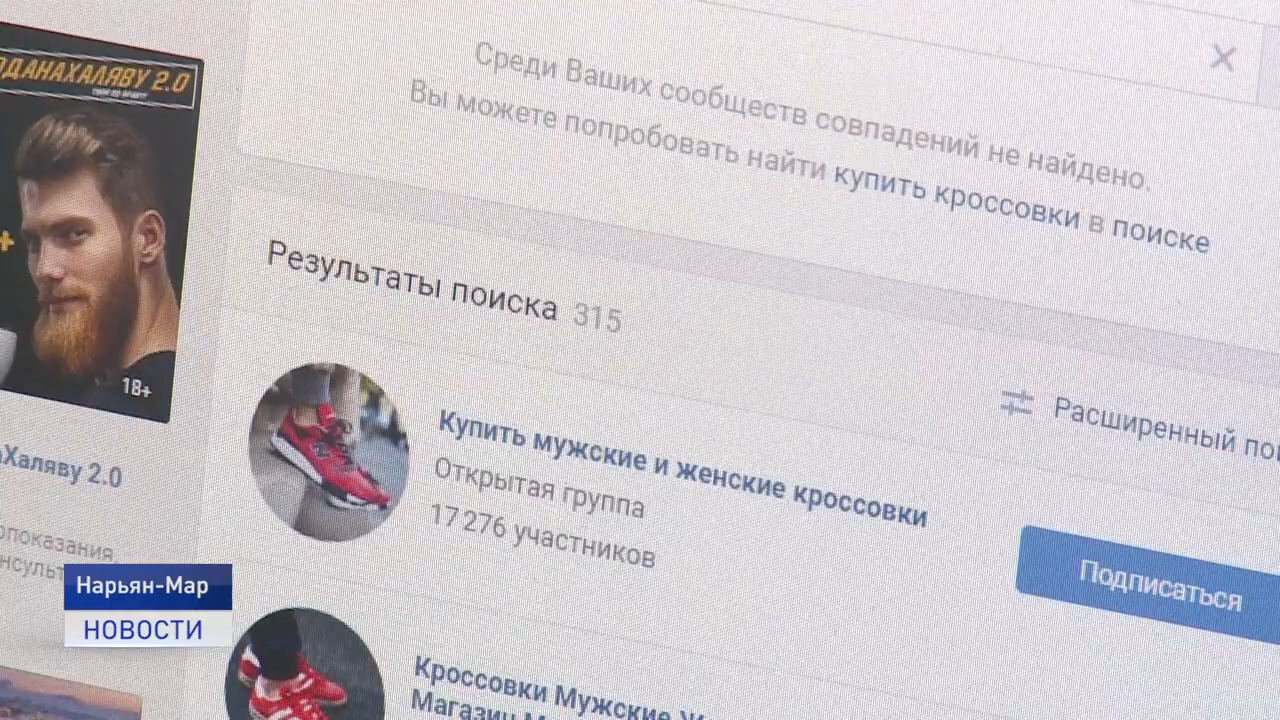 Среди Ваших сообществ совпадений не найдено.
Вы можете попробовать найти купить кроссовки в поиске
ДАНАХАЛЯВУ 2.0
18+
Халяву 2.0
Результаты поиска 315
Расширенный
Купить мужские и женские кроссовки
Открытая группа
17 276 участников
Подписаться
Кроссовки Мужские
Магазин
Нарьян-Мар
НОВОСТИ